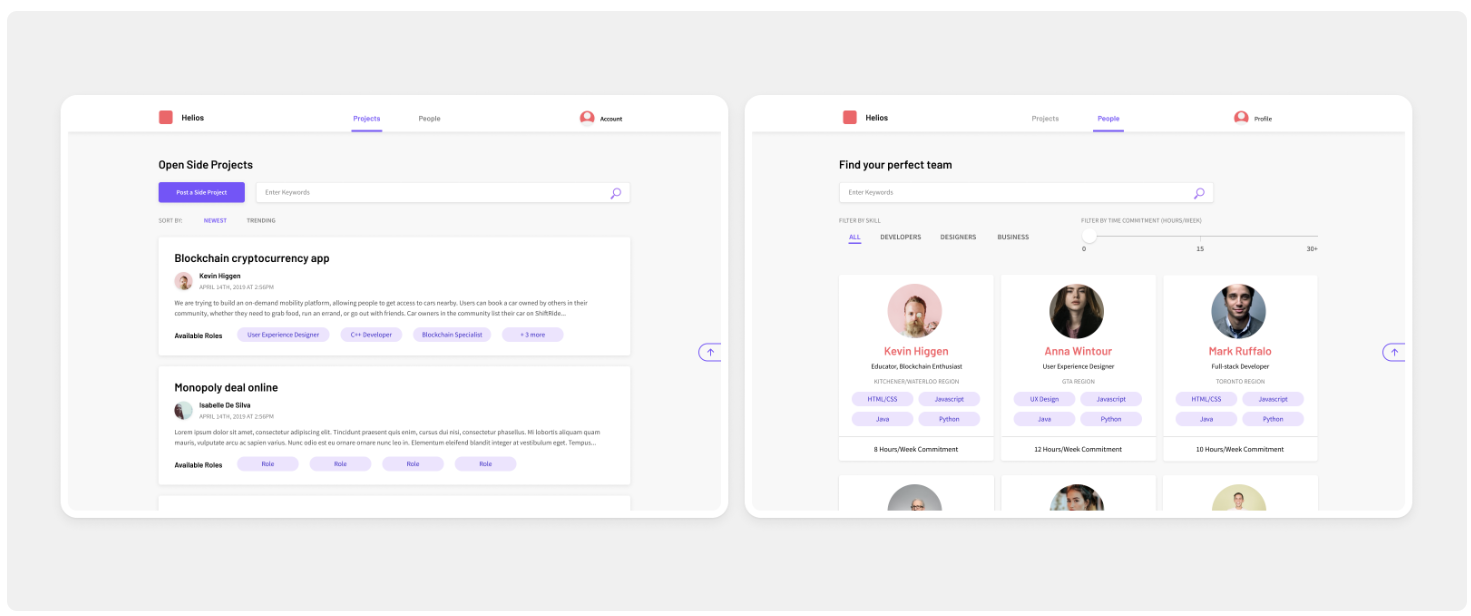 Helios
Projects
People
Account
Open Side Projects
Post a Side Project
Enter Keywords
SORT BY:
NEWEST
TRENDING
Blockchain cryptocurrency app
Kevin Higgen
APRIL 14TH, 2019 AT 2:56PM
We are trying to build an on-demand mobility platform, allowing people to get access to cars nearby. Users can book a car owned by others in their
community, whether they need to grab food, run an errand, or go out with friends. Car owners in the community list their car on ShiftRide...
Available Roles
User Experience Designer
C++ Developer
Blockchain Specialist
+ 3 more
Monopoly deal online
Isabelle De Silva
APRIL 14TH, 2019 AT 2:56PM
Lorem ipsum dolor sit amet, consectetur adipiscing elit. Tincidunt praesent quis enim, cursus dui nisi, consectetur phasellus. Mi lobortis aliquam quam
mauris, vulputate arcu ac sapien varius. Nunc odio est eu ornare ornare nunc leo in. Elementum eleifend blandit integer at vestibulum eget. Tempus...
Available Roles
Role
Role
Role
Role
Helios
Projects
People
Profile
Find your perfect team
Enter Keywords
FILTER BY SKILL
ALL
DEVELOPERS
DESIGNERS
BUSINESS
FILTER BY TIME COMMITMENT (HOURS/WEEK)
0
15
30+
Kevin Higgen
Educator, Blockchain Enthusiast
KITCHENER/WATERLOO REGION
HTML/CSS
Javascript
Java
Python
8 Hours/Week Commitment
Anna Wintour
User Experience Designer
GTA REGION
UX Design
Javascript
Java
Python
12 Hours/Week Commitment
Mark Ruffalo
Full-stack Developer
TORONTO REGION
HTML/CSS
Javascript
Java
Python
10 Hours/Week Commitment